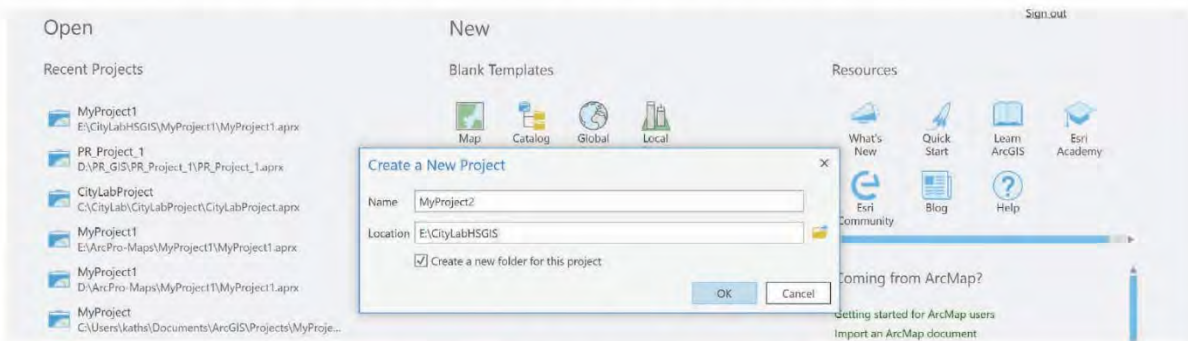 Sign out
Open
New
Recent Projects
Blank Templates
Resources
MyProject1
E:\CityLabHSGIS\MyProject1\MyProject1.aprx
PR_Project_1
D:\PR_GIS\PR_Project_1\PR_Project_1.aprx
CityLabProject
C:\CityLab\CityLabProject\CityLabProject.aprx
MyProject1
E:\ArcPro-Maps\MyProject1\MyProject1.aprx
MyProject1
D:\ArcPro-Maps\MyProject1\MyProject1.aprx
MyProject
C:\Users\kaths\Documents\ArcGIS\Projects\MyProje...
Map
Catalog
Global
Local
Create a New Project
Name
MyProject2
Location
E:\CityLabHSGIS
Create a new folder for this project
OK
Cancel
What's New
Quick Start
Learn ArcGIS
Esri Academy
Esri Community
Blog
Help
Coming from ArcMap?
Getting started for ArcMap users
Import an ArcMap document